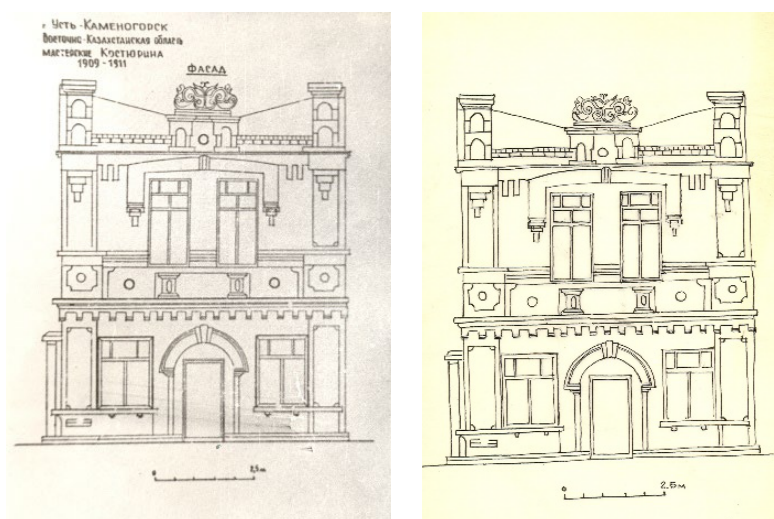 г Усть-Каменогорск
Восточно-Казахстанская область
мастерские Костюрина
1909-1911
ФАСАД
0 2,5м
0 2.5м